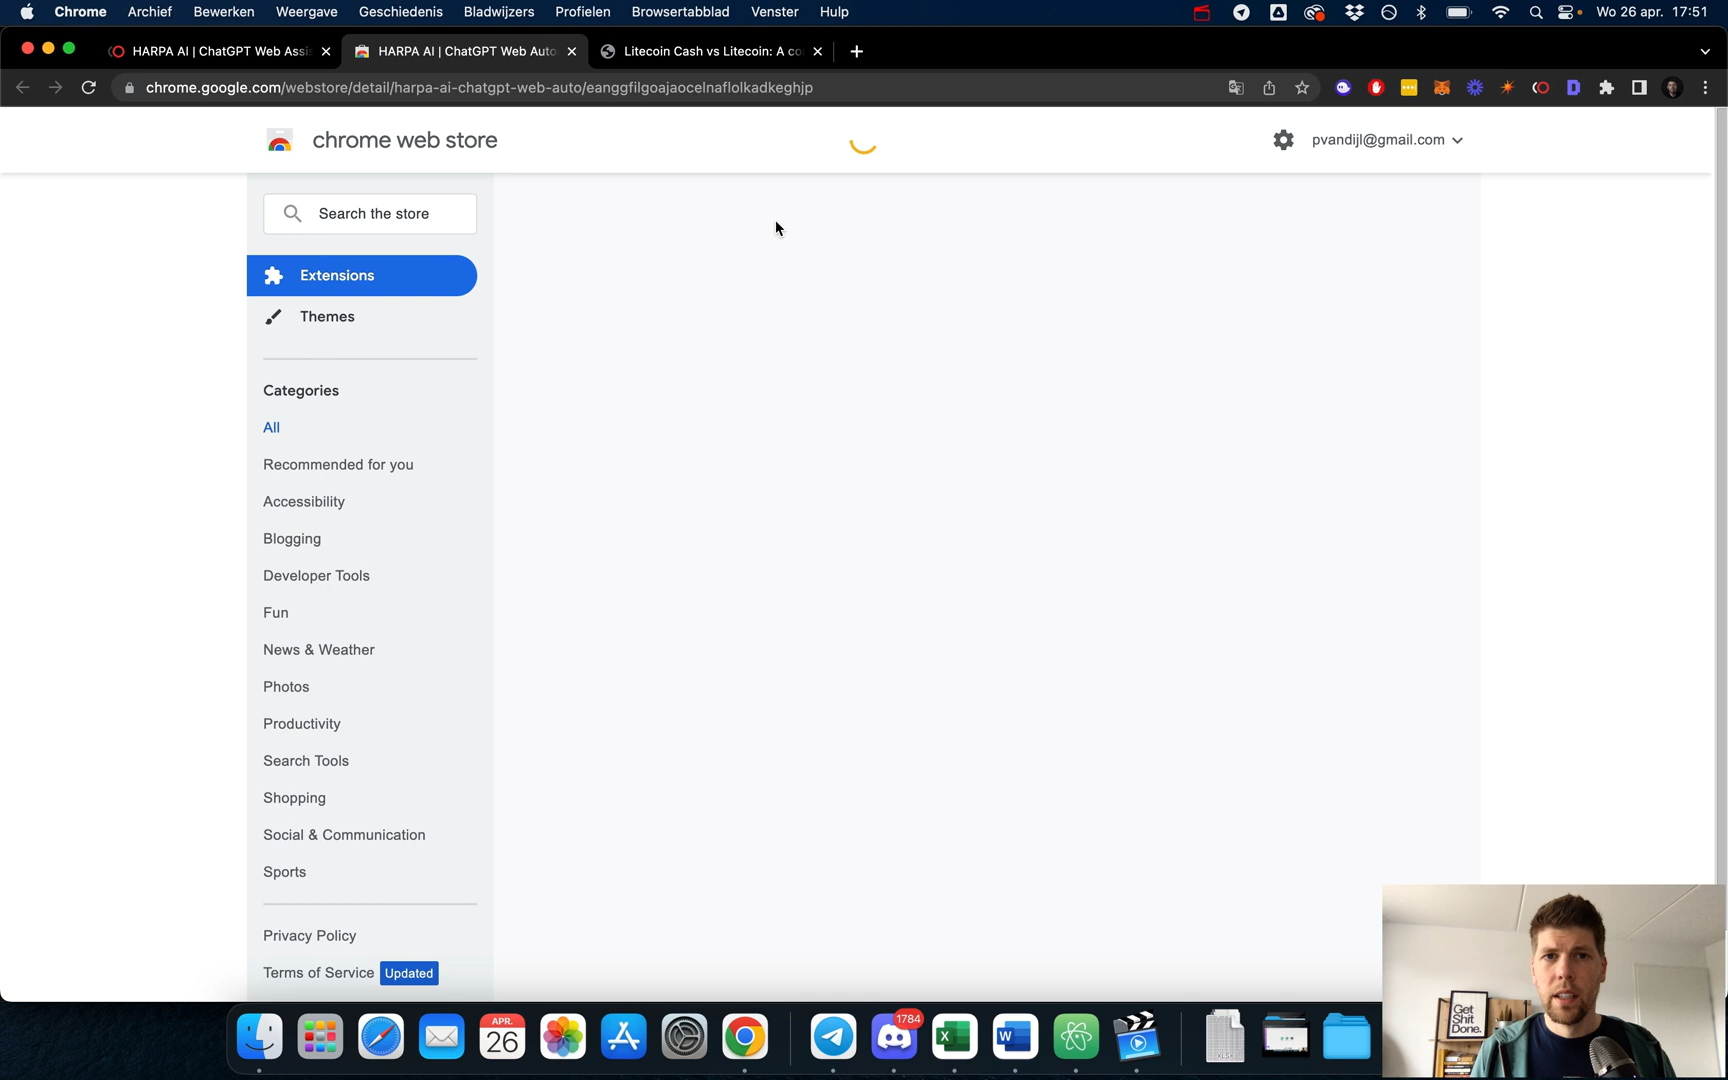 Chrome Archief Bewerken Weergave Geschiedenis Bladwijzers Profielen Browsertabblad Venster Hulp Wo 26 apr. 17:51
HARPA AI | ChatGPT Web Assis HARPA AI | ChatGPT Web Auto Litecoin Cash vs Litecoin: A co
chrome.google.com/webstore/detail/harpa-ai-chatgpt-web-auto/eanggfilgoajaocelnaflolkadkeghjp
chrome web store pvandijl@gmail.com
Search the store
Extensions
Themes
Categories
All
Recommended for you
Accessibility
Blogging
Developer Tools
Fun
News & Weather
Photos
Productivity
Search Tools
Shopping
Social & Communication
Sports
Privacy Policy
Terms of Service Updated
Get
Shit
Done.
APR.
26
1784
XLSX